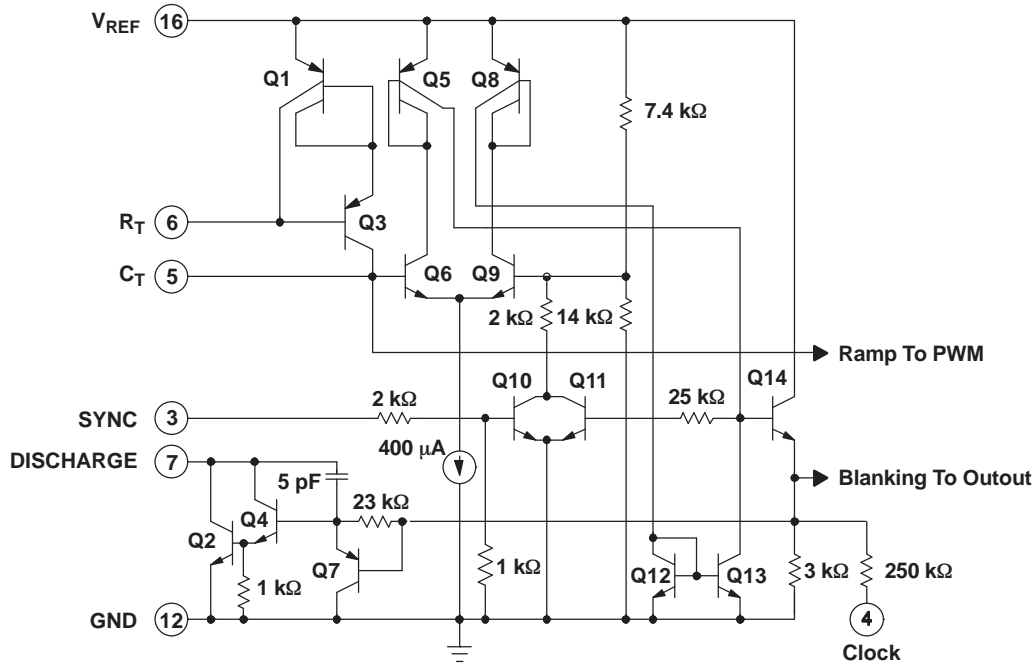 VREF 16
Q1
Q5
Q8
7.4 kΩ
RT 6
Q3
CT 5
Q6
Q9
2 kΩ
14 kΩ
Ramp To PWM
Q10
Q11
Q14
SYNC 3
2 kΩ
25 kΩ
DISCHARGE 7
400 µA
5 pF
Blanking To Outout
23 kΩ
Q4
Q2
Q7
1 kΩ
1 kΩ
Q12
Q13
3 kΩ
250 kΩ
GND 12
4
Clock